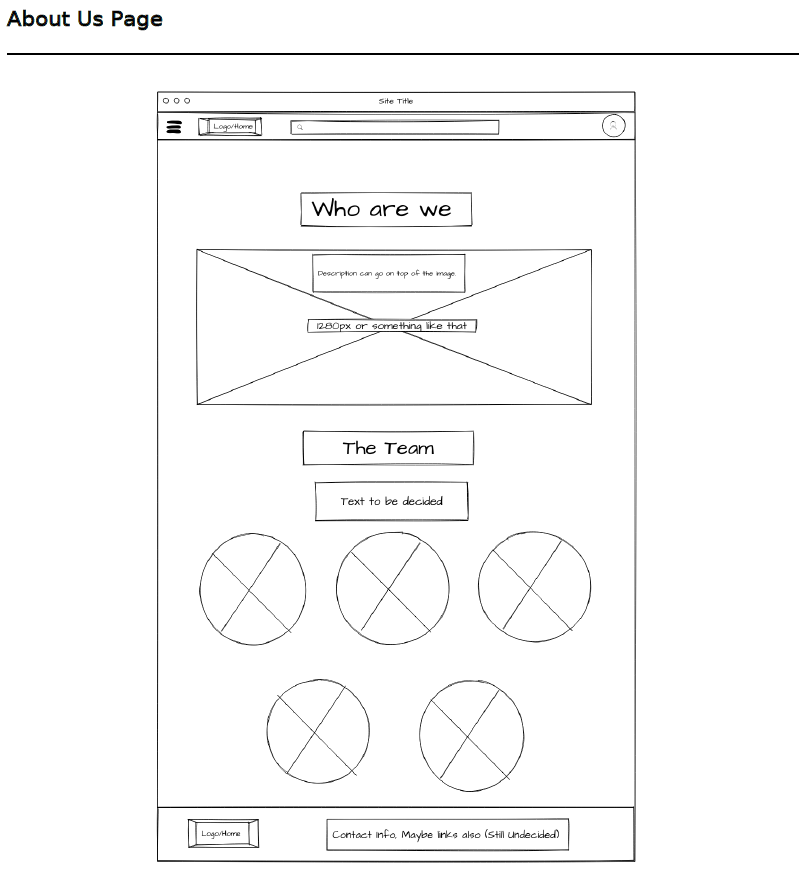 About Us Page
Site Title
Logo/Home
Who are we
Description can go on top of the image.
1280px or something like that
The Team
Text to be decided
Logo/Home
Contact info, Maybe links also (Still Undecided)